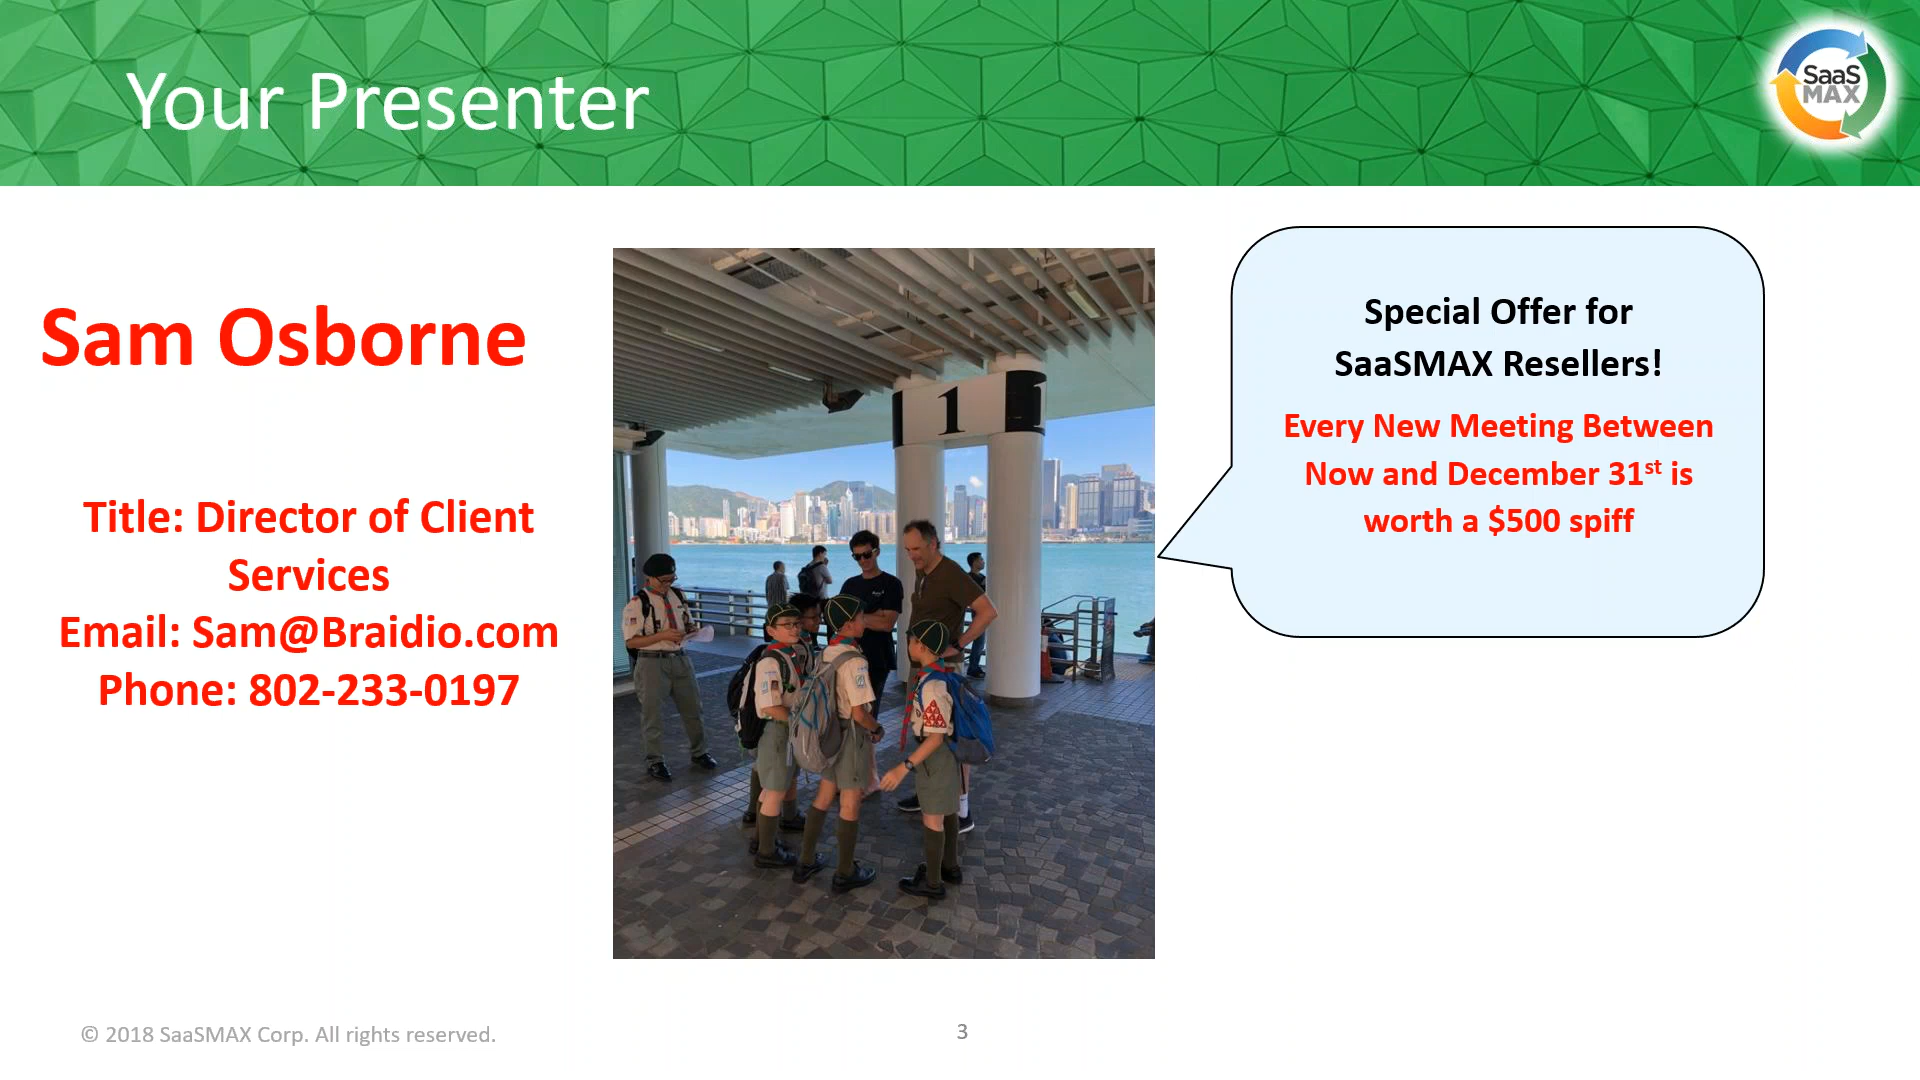 Your Presenter
SaaS
MAX
Sam Osborne
Title: Director of Client
Services
Email: Sam@Braidio.com
Phone: 802-233-0197
1
Special Offer for
SaaSMAX Resellers!
Every New Meeting Between
Now and December 31st is
worth a $500 spiff
© 2018 SaaSMAX Corp. All rights reserved.
3